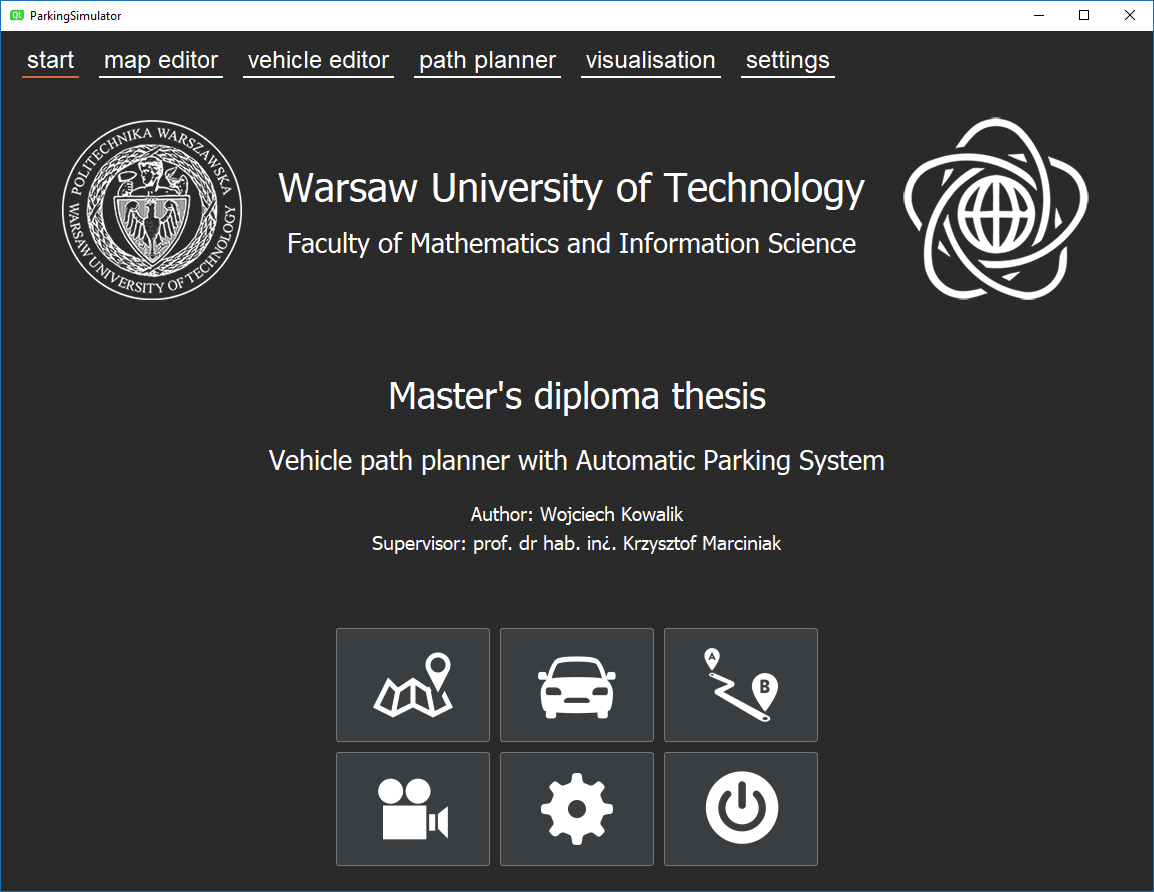 ParkingSimulator
start map editor vehicle editor path planner visualisation settings
POLITECHNIKA WARSZAWSKA
WARSAW UNIVERSITY OF TECHNOLOGY
Warsaw University of Technology
Faculty of Mathematics and Information Science
Master's diploma thesis
Vehicle path planner with Automatic Parking System
Author: Wojciech Kowalik
Supervisor: prof. dr hab. in¿. Krzysztof Marciniak
A
B